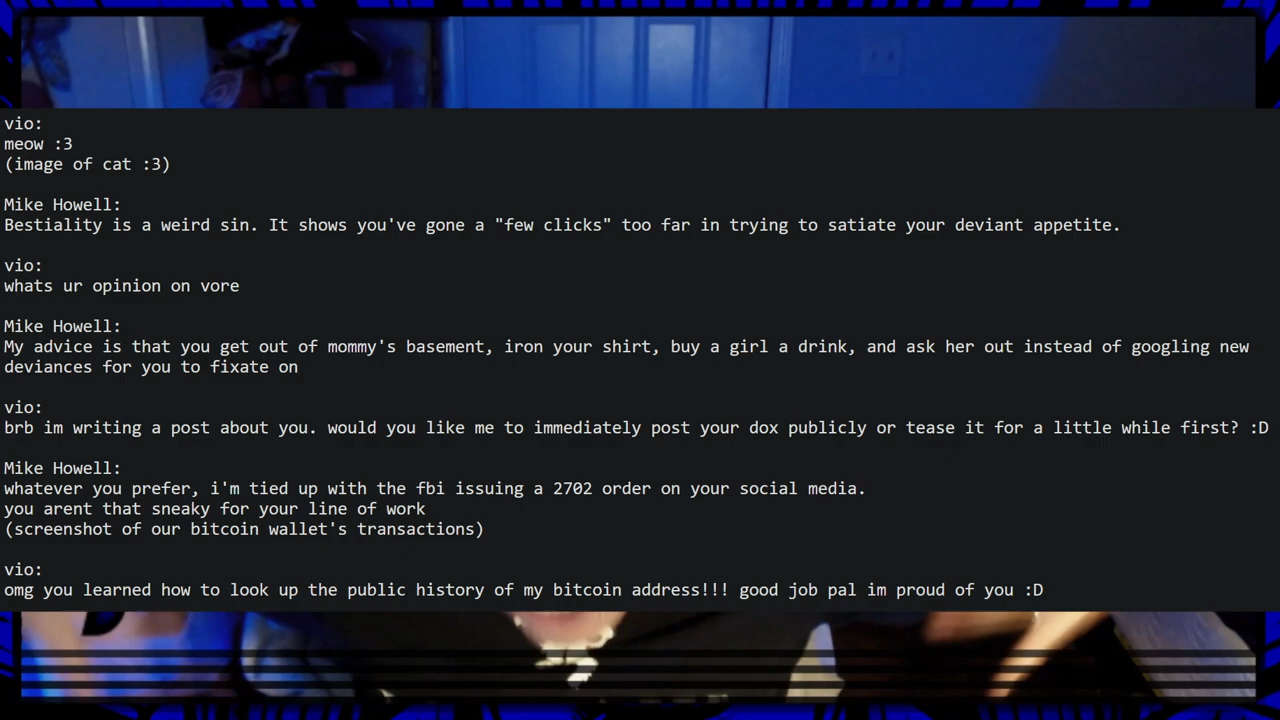 vio:
meow :3
(image of cat :3)
Mike Howell:
Bestiality is a weird sin. It shows you've gone a "few clicks" too far in trying to satiate your deviant appetite.
vio:
whats ur opinion on vore
Mike Howell:
My advice is that you get out of mommy's basement, iron your shirt, buy a girl a drink, and ask her out instead of googling new
deviances for you to fixate on
vio:
brb im writing a post about you. would you like me to immediately post your dox publicly or tease it for a little while first? :D
Mike Howell:
whatever you prefer, i'm tied up with the fbi issuing a 2702 order on your social media.
you arent that sneaky for your line of work
(screenshot of our bitcoin wallet's transactions)
vio:
omg you learned how to look up the public history of my bitcoin address!!! good job pal im proud of you :D